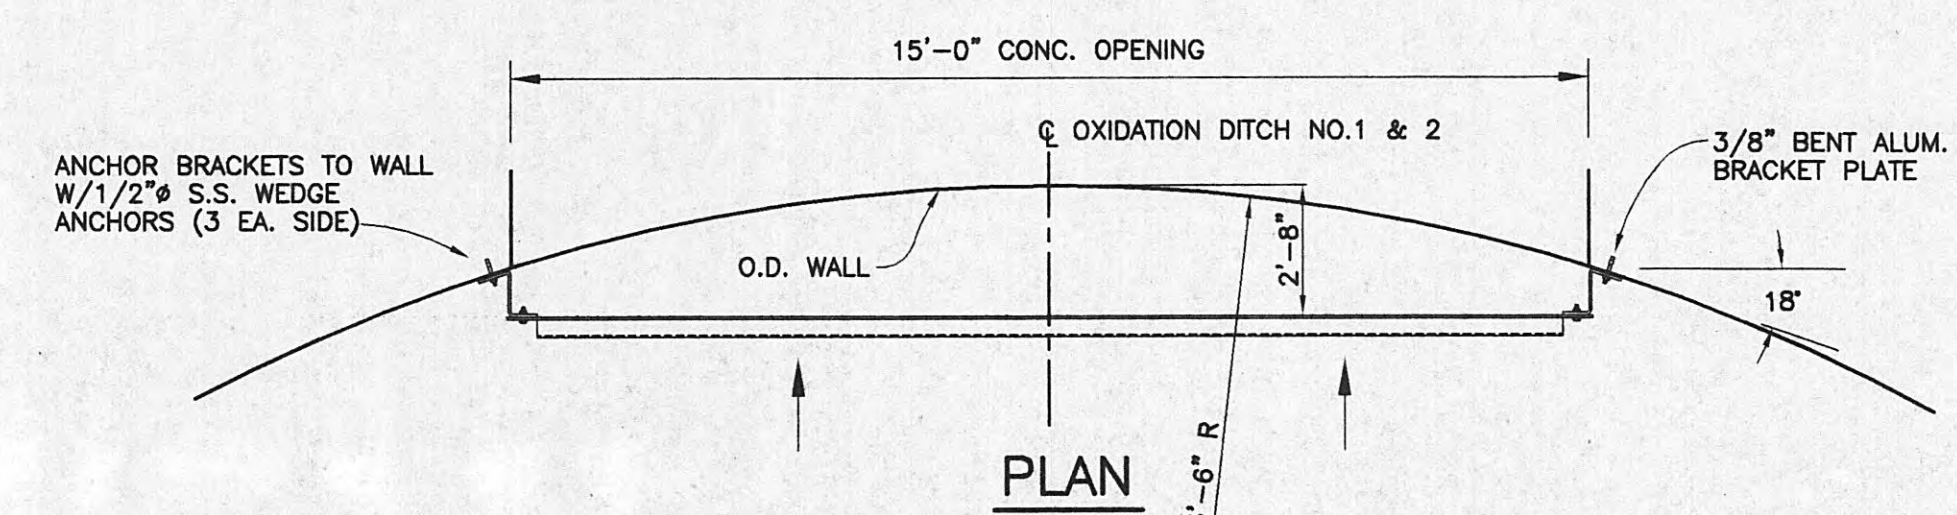 15'-0" CONC. OPENING
℄ OXIDATION DITCH NO.1 & 2
ANCHOR BRACKETS TO WALL
W/1/2"ø S.S. WEDGE
ANCHORS (3 EA. SIDE)
3/8" BENT ALUM.
BRACKET PLATE
O.D. WALL
2'-8"
18°
'-6" R
PLAN